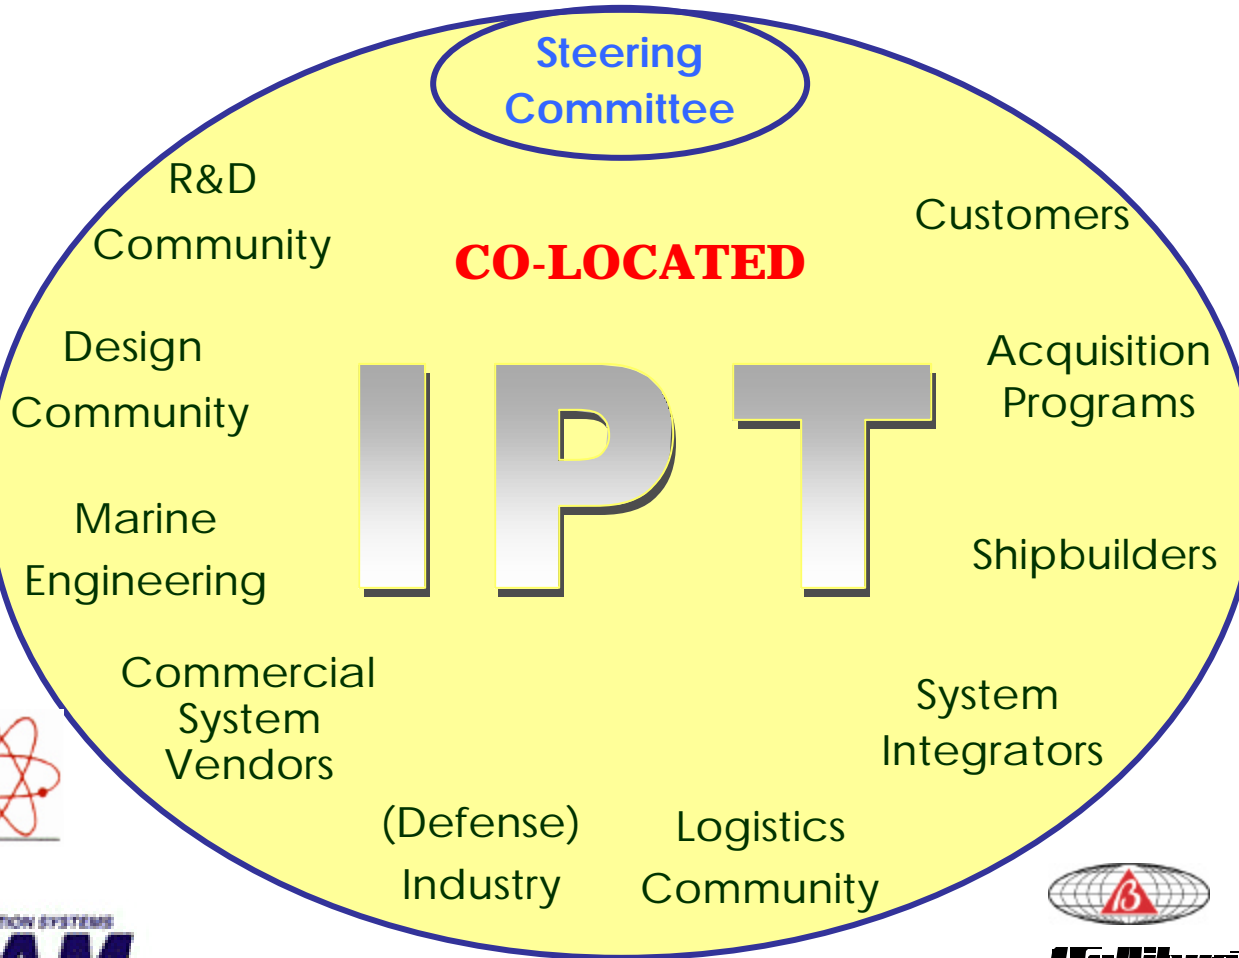 Steering
Committee
R&D
Community
Customers
CO-LOCATED
Design
Community
Acquisition
Programs
IPT
Marine
Engineering
Shipbuilders
Commercial
System
Vendors
System
Integrators
(Defense)
Industry
Logistics
Community
SYSTEMS